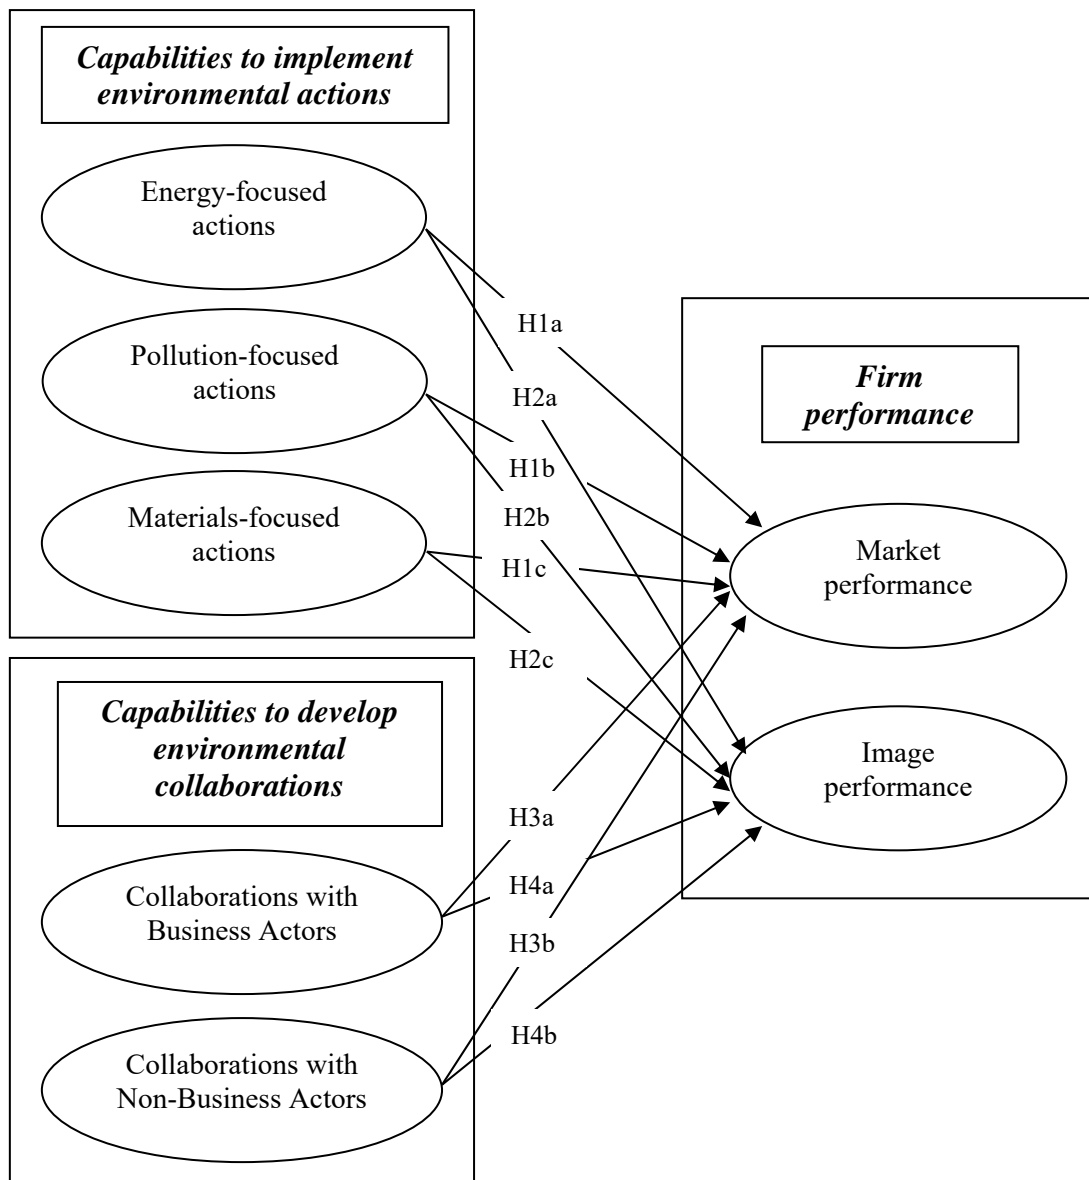 Capabilities to implement
environmental actions
Energy-focused
actions
Pollution-focused
actions
Materials-focused
actions
Capabilities to develop
environmental
collaborations
Collaborations with
Business Actors
Collaborations with
Non-Business Actors
H1a
H2a
H1b
H2b
H1c
H2c
H3a
H4a
H3b
H4b
Firm
performance
Market
performance
Image
performance